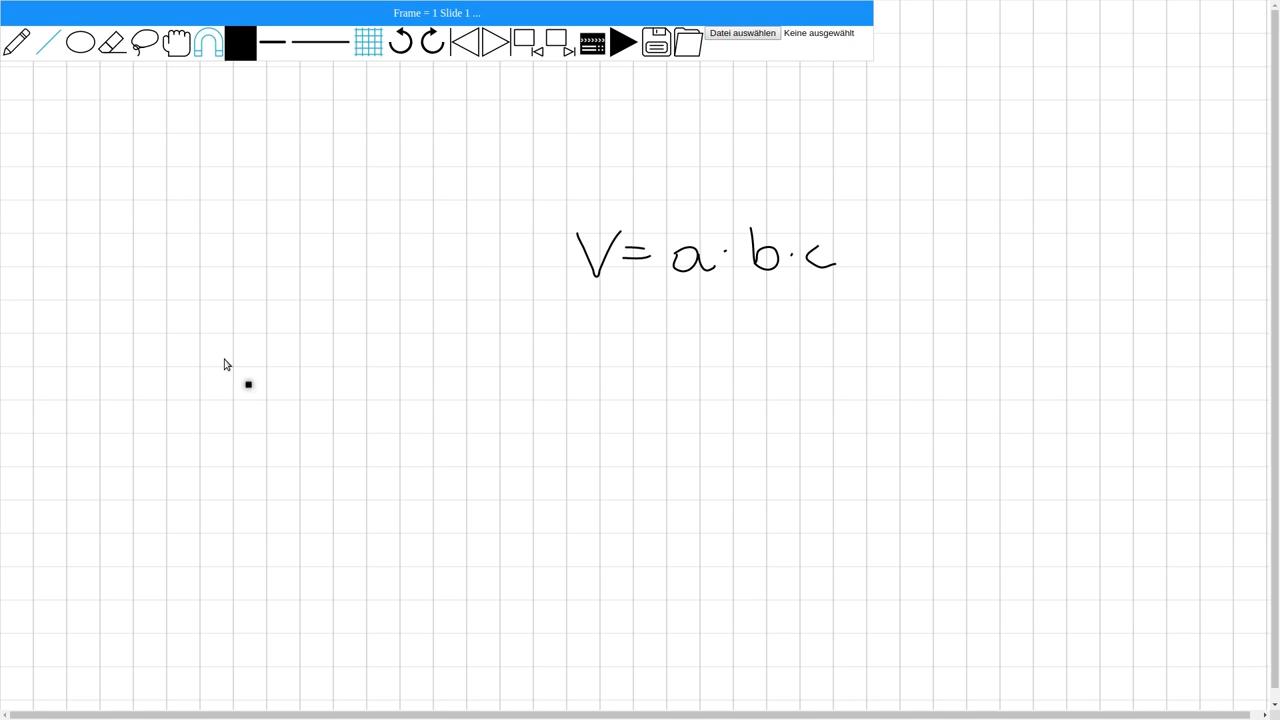 Frame = 1 Slide 1 ...
Datei auswählen Keine ausgewählt
V = a · b · c